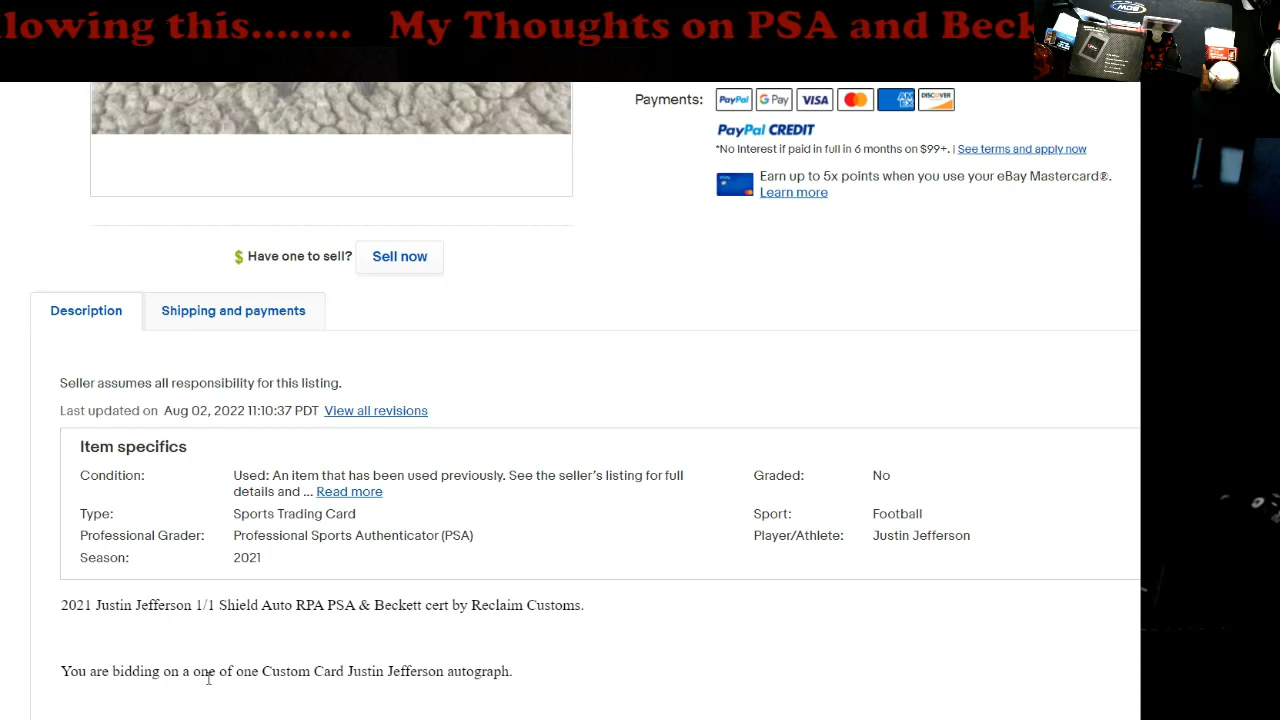 lowing this........ My Thoughts on PSA and Beck
Payments: PayPal G Pay VISA AMEX DISCOVER
PayPal CREDIT
*No Interest if paid in full in 6 months on $99+. | See terms and apply now
Earn up to 5x points when you use your eBay Mastercard®.
Learn more
$ Have one to sell? Sell now
Description Shipping and payments
Seller assumes all responsibility for this listing.
Last updated on Aug 02, 2022 11:10:37 PDT View all revisions
Item specifics
Condition: Used: An item that has been used previously. See the seller's listing for full
details and ... Read more
Graded: No
Type: Sports Trading Card
Sport: Football
Professional Grader: Professional Sports Authenticator (PSA)
Player/Athlete: Justin Jefferson
Season: 2021
2021 Justin Jefferson 1/1 Shield Auto RPA PSA & Beckett cert by Reclaim Customs.
You are bidding on a one of one Custom Card Justin Jefferson autograph.